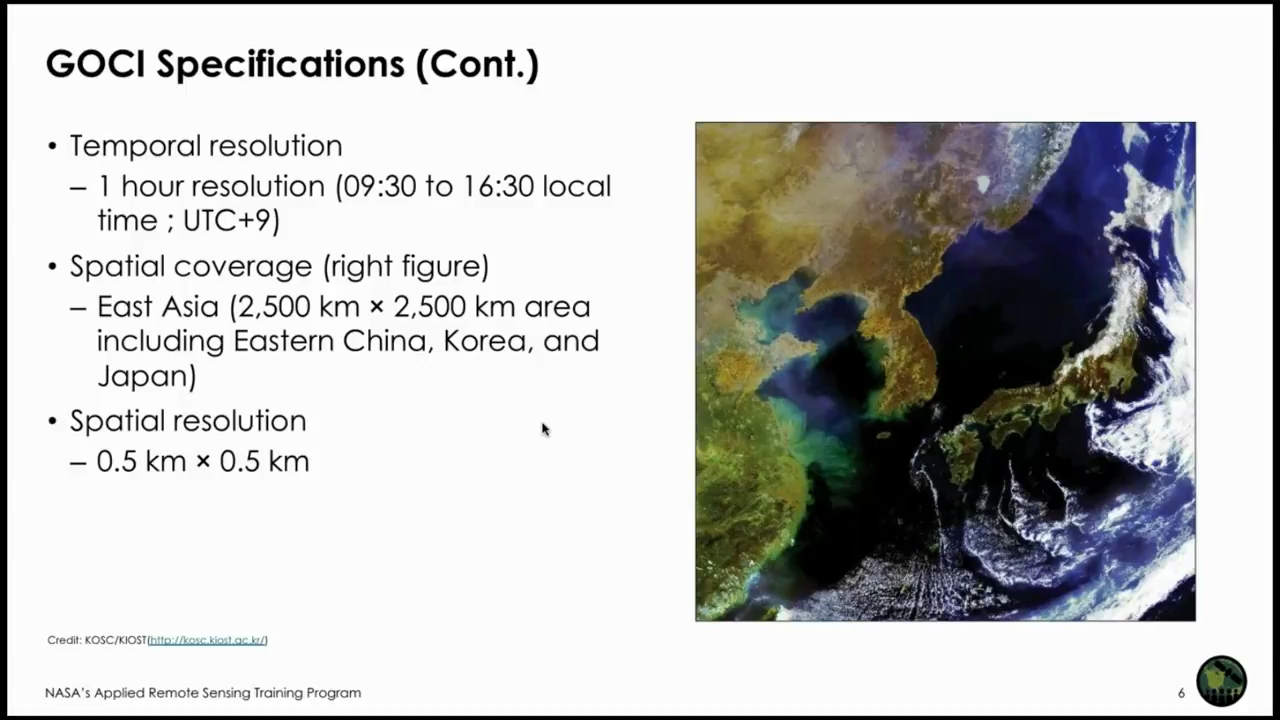 GOCI Specifications (Cont.)
• Temporal resolution
– 1 hour resolution (09:30 to 16:30 local
time ; UTC+9)
• Spatial coverage (right figure)
– East Asia (2,500 km × 2,500 km area
including Eastern China, Korea, and
Japan)
• Spatial resolution
– 0.5 km × 0.5 km
Credit: KOSC/KIOST(http://kosc.kiost.ac.kr/)
NASA's Applied Remote Sensing Training Program
6